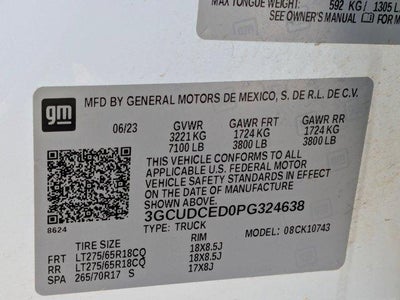 MAX TONGUE WEIGHT: 592 KG/ 1305 L
SEE OWNER'S MANUAL FOR M
gm
MFD BY GENERAL MOTORS DE MEXICO, S. DE R.L. DE C.V.
06/23 GVWR GAWR FRT GAWR RR
3221 KG 1724 KG 1724 KG
7100 LB 3800 LB 3800 LB
THIS VEHICLE CONFORMS TO ALL
APPLICABLE U.S. FEDERAL MOTOR
VEHICLE SAFETY STANDARDS IN EFFECT
ON THE DATE OF MANUFACTURE SHOWN ABOVE.
3GCUDCED0PG324638
8624
TYPE: TRUCK MODEL: 08CK10743
TIRE SIZE RIM
FRT LT275/65R18CQ 18X8.5J
RR LT275/65R18CQ 18X8.5J
SPA 265/70R17 S 17X8J